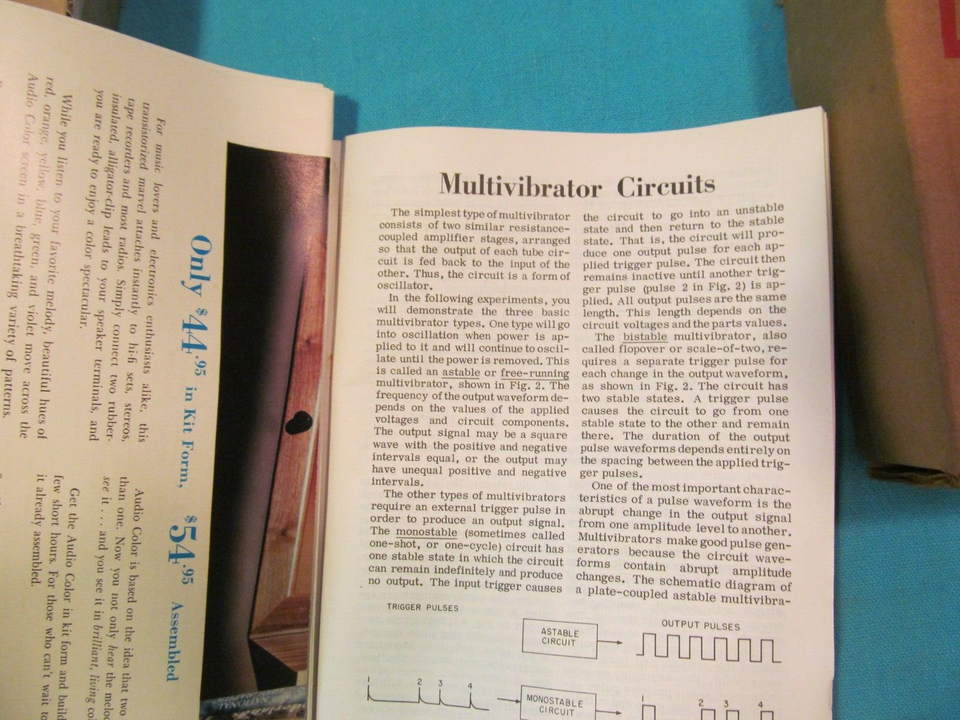 For music lovers and electronics enthusiasts alike, this
transistorized marvel attaches instantly to hi-fi sets, stereos,
tape recorders and most radios. Simply connect two rubber-
insulated, alligator-clip leads to your speaker terminals, and
you are ready to enjoy a color spectacular.
While you listen to your favorite melody, beautiful hues of
red, orange, yellow, blue, green, and violet move across the
Audio Color screen in a breathtaking variety of patterns.
Only $44.95 in Kit Form, $54.95 Assembled
Audio Color is based on the idea that two
than one. Now you not only hear the
see it . . . and you see it in brilliant, living
Get the Audio Color in kit form and build
few short hours. For those who can't wait to
it already assembled.
Multivibrator Circuits
The simplest type of multivibrator
consists of two similar resistance-
coupled amplifier stages, arranged
so that the output of each tube cir-
cuit is fed back to the input of the
other. Thus, the circuit is a form of
oscillator.
In the following experiments, you
will demonstrate the three basic
multivibrator types. One type will go
into oscillation when power is ap-
plied to it and will continue to oscil-
late until the power is removed. This
is called an astable or free-running
multivibrator, shown in Fig. 2. The
frequency of the output waveform de-
pends on the values of the applied
voltages and circuit components.
The output signal may be a square
wave with the positive and negative
intervals equal, or the output may
have unequal positive and negative
intervals.
The other types of multivibrators
require an external trigger pulse in
order to produce an output signal.
The monostable (sometimes called
one-shot, or one-cycle) circuit has
one stable state in which the circuit
can remain indefinitely and produce
no output. The input trigger causes
the circuit to go into an unstable
state and then return to the stable
state. That is, the circuit will pro-
duce one output pulse for each ap-
plied trigger pulse. The circuit then
remains inactive until another trig-
ger pulse (pulse 2 in Fig. 2) is ap-
plied. All output pulses are the same
length. This length depends on the
circuit voltages and the parts values.
The bistable multivibrator, also
called flopover or scale-of-two, re-
quires a separate trigger pulse for
each change in the output waveform,
as shown in Fig. 2. The circuit has
two stable states. A trigger pulse
causes the circuit to go from one
stable state to the other and remain
there. The duration of the output
pulse waveforms depends entirely on
the spacing between the applied trig-
ger pulses.
One of the most important charac-
teristics of a pulse waveform is the
abrupt change in the output signal
from one amplitude level to another.
Multivibrators make good pulse gen-
erators because the circuit wave-
forms contain abrupt amplitude
changes. The schematic diagram of
a plate-coupled astable multivibra-
TRIGGER PULSES
ASTABLE
CIRCUIT
OUTPUT PULSES
1 2 3 4
MONOSTABLE
CIRCUIT
1 2 3 4